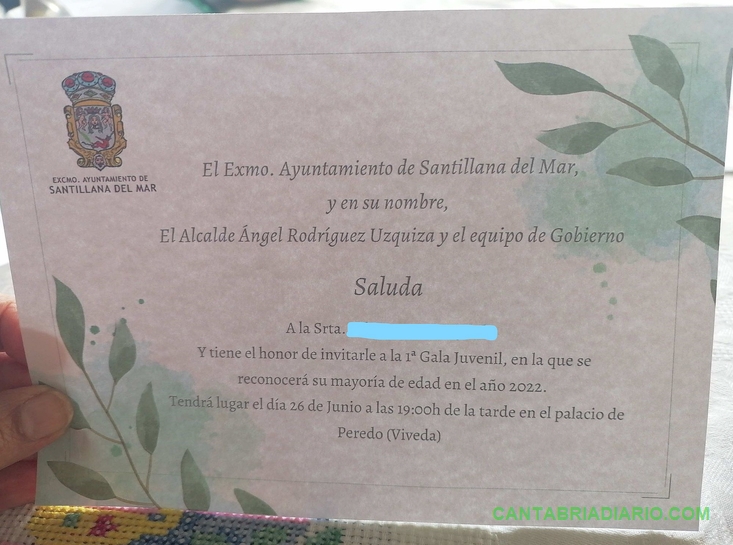 EXCMO. AYUNTAMIENTO DE
SANTILLANA DEL MAR
El Exmo. Ayuntamiento de Santillana del Mar,
y en su nombre,
El Alcalde Ángel Rodríguez Uzquiza y el equipo de Gobierno
Saluda
A la Srta.
Y tiene el honor de invitarle a la 1ª Gala Juvenil, en la que se
reconocerá su mayoría de edad en el año 2022.
Tendrá lugar el día 26 de Junio a las 19:00h de la tarde en el palacio de
Peredo (Viveda)
CANTABRIADIARIO.COM